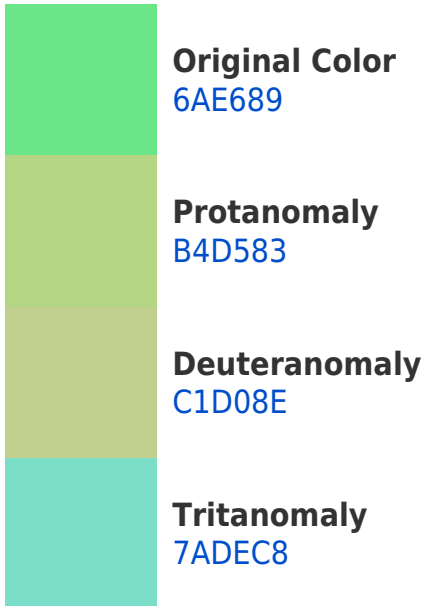 Original Color
6AE689
Protanomaly
B4D583
Deuteranomaly
C1D08E
Tritanomaly
7ADEC8